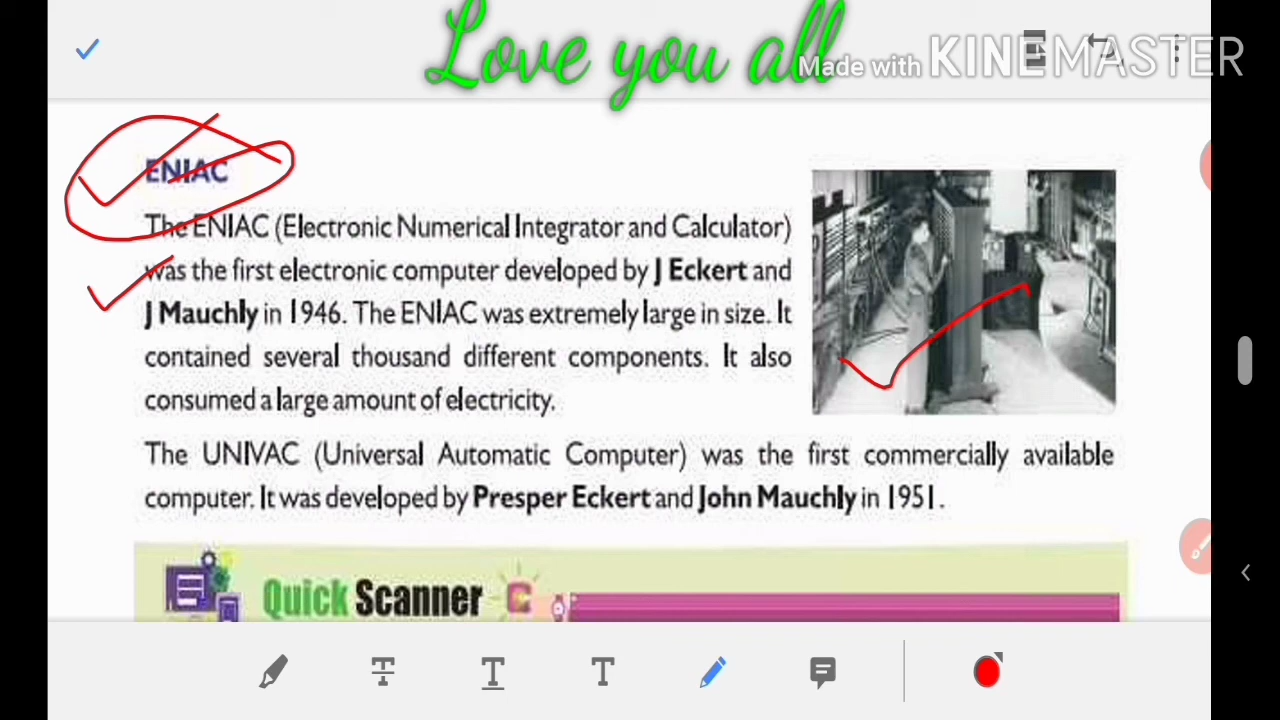 Love you all
Made with KINEMASTER
ENIAC
The ENIAC (Electronic Numerical Integrator and Calculator)
was the first electronic computer developed by J Eckert and
J Mauchly in 1946. The ENIAC was extremely large in size. It
contained several thousand different components. It also
consumed a large amount of electricity.
The UNIVAC (Universal Automatic Computer) was the first commercially available
computer. It was developed by Presper Eckert and John Mauchly in 1951.
Quick Scanner